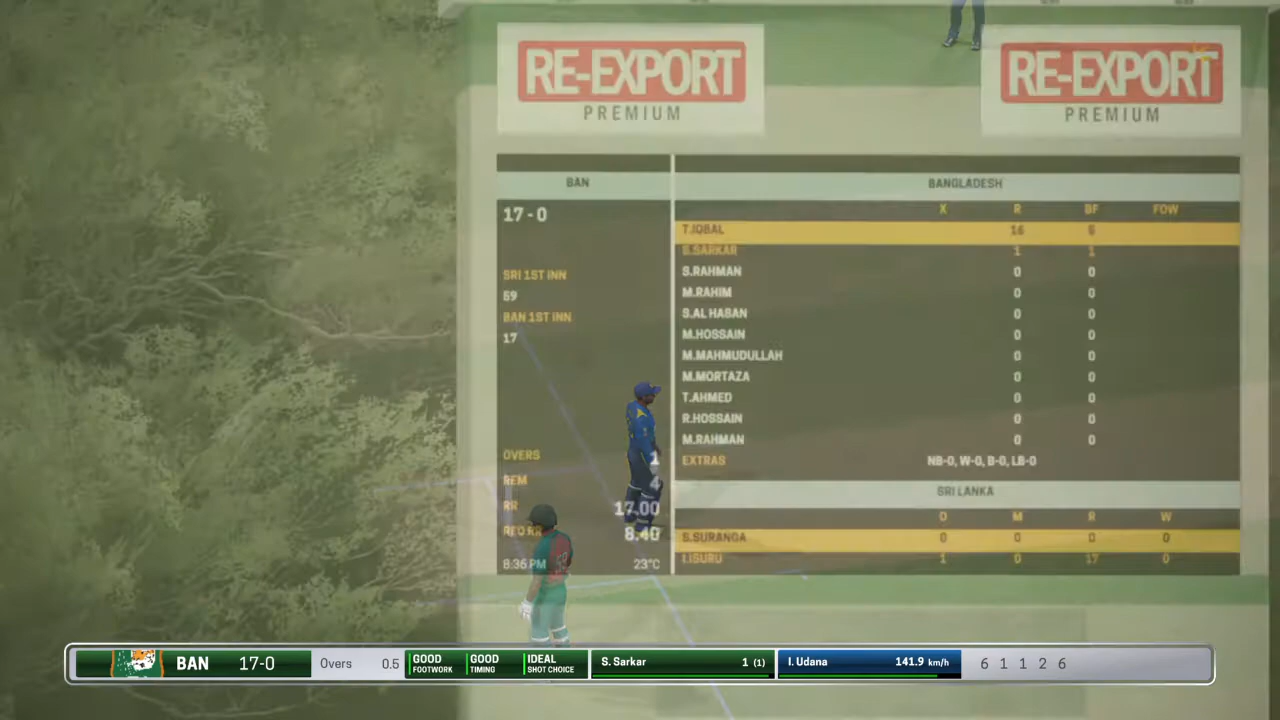 RE-EXPORT RE-EXPORT
PREMIUM PREMIUM
BAN BANGLADESH
17 - 0 X R BF FOW
T.IQBAL 16
S.SARKAR 1 1
S.RAHMAN 0 0
SRI 1ST INN
59 M.RAHIM 0 0
BAN 1ST INN S.AL HASAN 0 0
17 M.HOSSAIN 0 0
M.MAHMUDULLAH 0 0
M.MORTAZA 0 0
T.AHMED 0 0
R.HOSSAIN 0 0
M.RAHMAN 0 0
OVERS 1 EXTRAS NB-0, W-0, B-0, LB-0
REM 4 SRI LANKA
RR 17.00 O M R W
REQ RR 8.40 S.SURANGA 0 0 0 0
8:36 PM 23°C I.ISURU 1 0 17 0
BAN 17-0 Overs 0.5 GOOD FOOTWORK GOOD TIMING IDEAL SHOT CHOICE S. Sarkar 1 (1) I. Udana 141.9 km/h 6 1 1 2 6